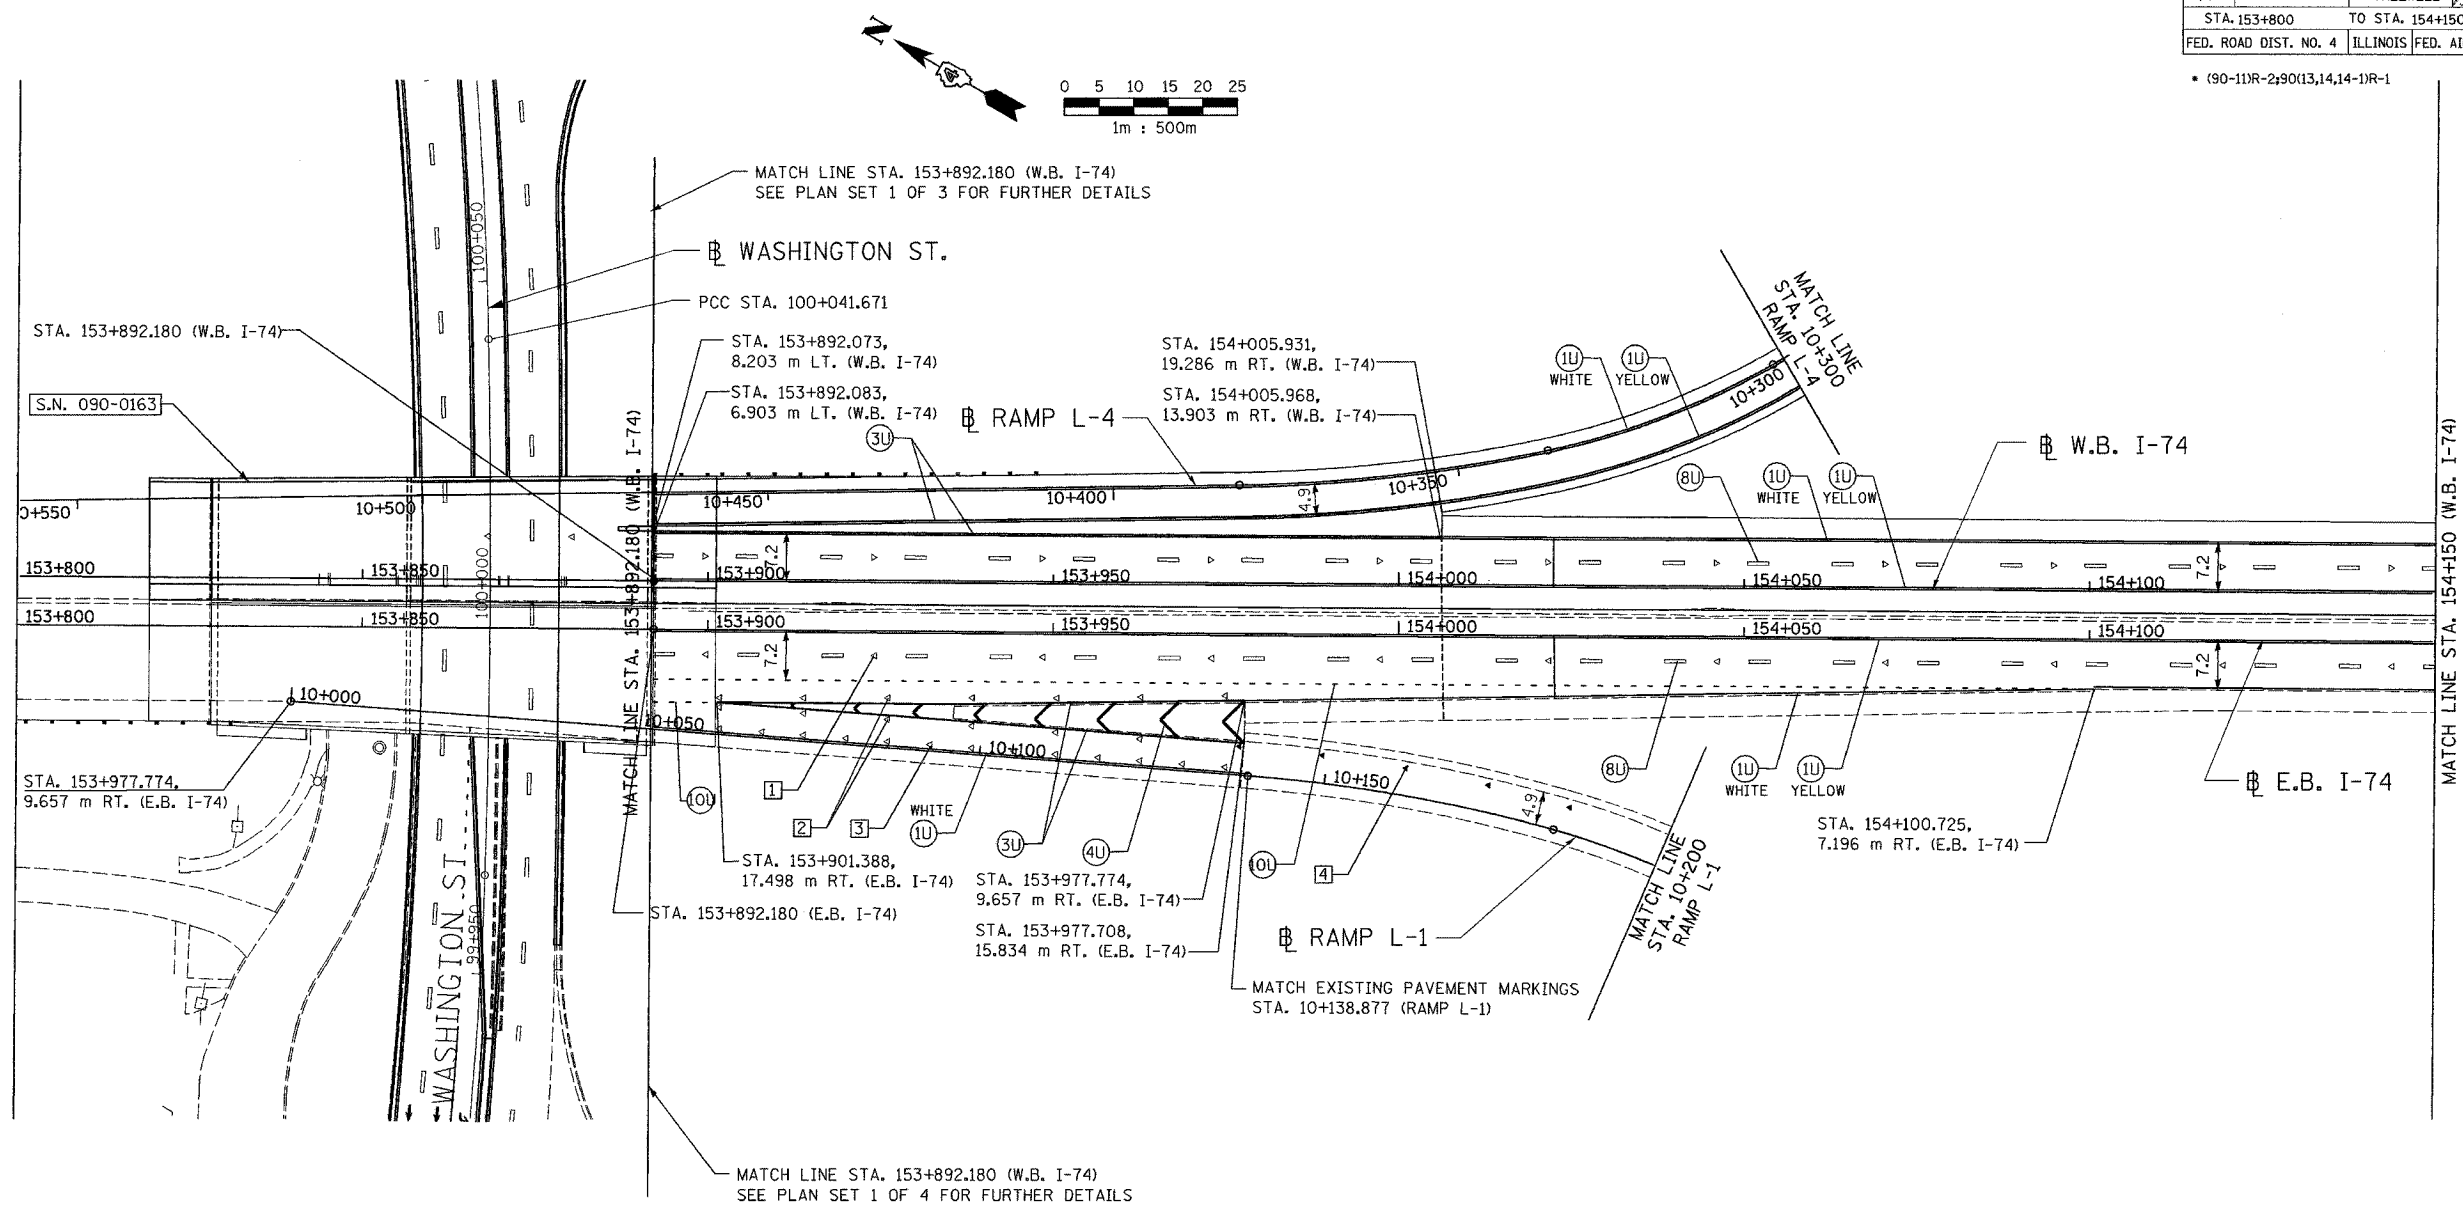 STA. 153+800 TO STA. 154+150
FED. ROAD DIST. NO. 4 ILLINOIS FED. AI
* (90-11)R-2;90(13,14,14-1)R-1
N
4
0 5 10 15 20 25
1m : 500m
MATCH LINE STA. 153+892.180 (W.B. I-74)
SEE PLAN SET 1 OF 3 FOR FURTHER DETAILS
100+050
℄ WASHINGTON ST.
PCC STA. 100+041.671
STA. 153+892.180 (W.B. I-74)
STA. 153+892.073,
8.203 m LT. (W.B. I-74)
STA. 153+892.083,
6.903 m LT. (W.B. I-74)
STA. 154+005.931,
19.286 m RT. (W.B. I-74)
STA. 154+005.968,
13.903 m RT. (W.B. I-74)
1U
WHITE
1U
YELLOW
MATCH LINE
STA. 10+300
RAMP L-4
10+300
S.N. 090-0163
3U
℄ RAMP L-4
℄ W.B. I-74
8U
1U
WHITE
1U
YELLOW
0+550
10+500
10+450
10+400
10+350
4.9
153+800
153+850
100+000
153+900
7.2
153+950
154+000
154+050
154+100
7.2
153+800
153+850
153+900
7.2
153+950
154+000
154+050
154+100
7.2
MATCH LINE STA. 153+892.180 (W.B. I-74)
MATCH LINE STA. 154+150 (W.B. I-74)
10+000
10+050
10+100
10+150
4.9
STA. 153+977.774,
9.657 m RT. (E.B. I-74)
10U
1
2
3
WHITE
1U
3U
4U
10U
4
8U
1U
WHITE
1U
YELLOW
℄ E.B. I-74
STA. 154+100.725,
7.196 m RT. (E.B. I-74)
STA. 153+901.388,
17.498 m RT. (E.B. I-74)
STA. 153+892.180 (E.B. I-74)
STA. 153+977.774,
9.657 m RT. (E.B. I-74)
STA. 153+977.708,
15.834 m RT. (E.B. I-74)
℄ RAMP L-1
MATCH LINE
STA. 10+200
RAMP L-1
MATCH EXISTING PAVEMENT MARKINGS
STA. 10+138.877 (RAMP L-1)
99+950
WASHINGTON ST.
MATCH LINE STA. 153+892.180 (W.B. I-74)
SEE PLAN SET 1 OF 4 FOR FURTHER DETAILS